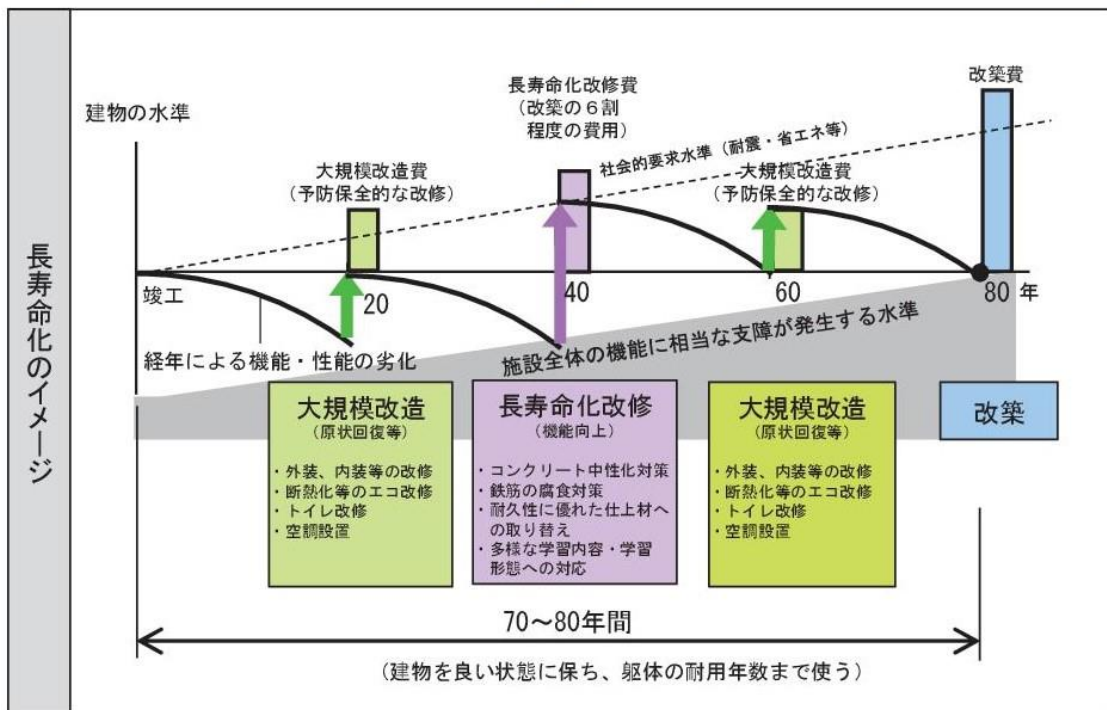 長寿命化のイメージ
建物の水準
長寿命化改修費
(改築の6割
程度の費用)
改築費
社会的要求水準(耐震・省エネ等)
大規模改造費
(予防保全的な改修)
大規模改造費
(予防保全的な改修)
竣工
20
40
60
80 年
経年による機能・性能の劣化
施設全体の機能に相当な支障が発生する水準
大規模改造
(原状回復等)
・外装、内装等の改修
・断熱化等のエコ改修
・トイレ改修
・空調設置
長寿命化改修
(機能向上)
・コンクリート中性化対策
・鉄筋の腐食対策
・耐久性に優れた仕上材へ
の取り替え
・多様な学習内容・学習
形態への対応
大規模改造
(原状回復等)
・外装、内装等の改修
・断熱化等のエコ改修
・トイレ改修
・空調設置
改築
70～80年間
(建物を良い状態に保ち、躯体の耐用年数まで使う)